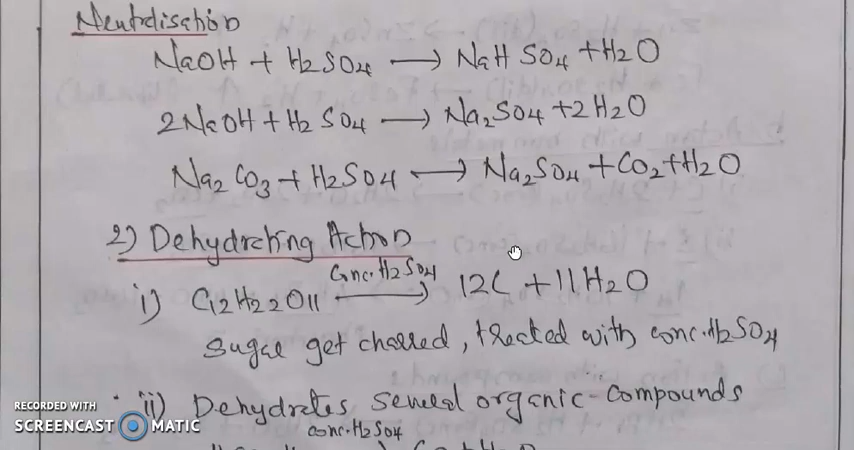 Neutralisation
NaOH + H2SO4 → NaHSO4 + H2O
2NaOH + H2SO4 → Na2SO4 + 2H2O
Na2CO3 + H2SO4 → Na2SO4 + CO2 + H2O
2) Dehydrating Action
conc. H2SO4
i) C12H22O11 → 12C + 11H2O
Sugar get charred, treated with conc. H2SO4
ii) Dehydrates several organic compounds
conc. H2SO4
RECORDED WITH
SCREENCAST MATIC